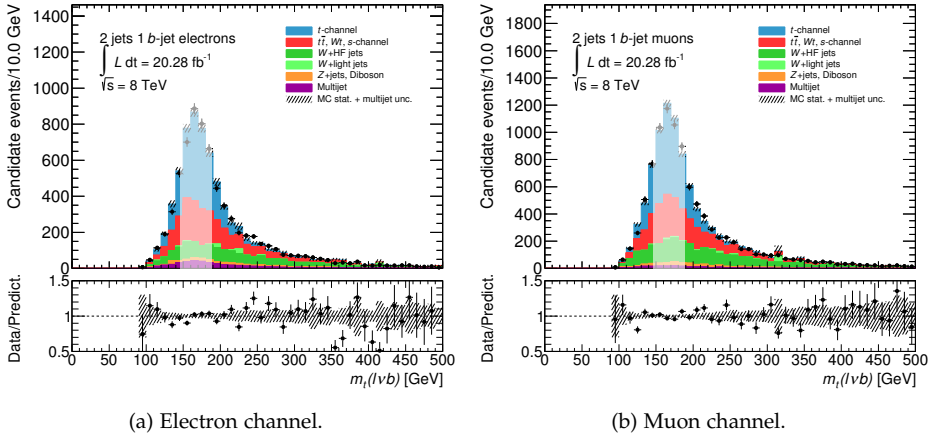 Candidate events/10.0 GeV
1400
1200
1000
800
600
400
200
0
2 jets 1 b-jet electrons
∫ L dt = 20.28 fb⁻¹
√s = 8 TeV
t-channel
tt̄, Wt, s-channel
W+HF jets
W+light jets
Z+jets, Diboson
Multijet
MC stat. + multijet unc.
Data/Predict.
1.5
1
0.5
0 50 100 150 200 250 300 350 400 450 500
mₜ(lνb) [GeV]
(a) Electron channel.
Candidate events/10.0 GeV
1800
1600
1400
1200
1000
800
600
400
200
0
2 jets 1 b-jet muons
∫ L dt = 20.28 fb⁻¹
√s = 8 TeV
t-channel
tt̄, Wt, s-channel
W+HF jets
W+light jets
Z+jets, Diboson
Multijet
MC stat. + multijet unc.
Data/Predict.
1.5
1
0.5
0 50 100 150 200 250 300 350 400 450 500
mₜ(lνb) [GeV]
(b) Muon channel.